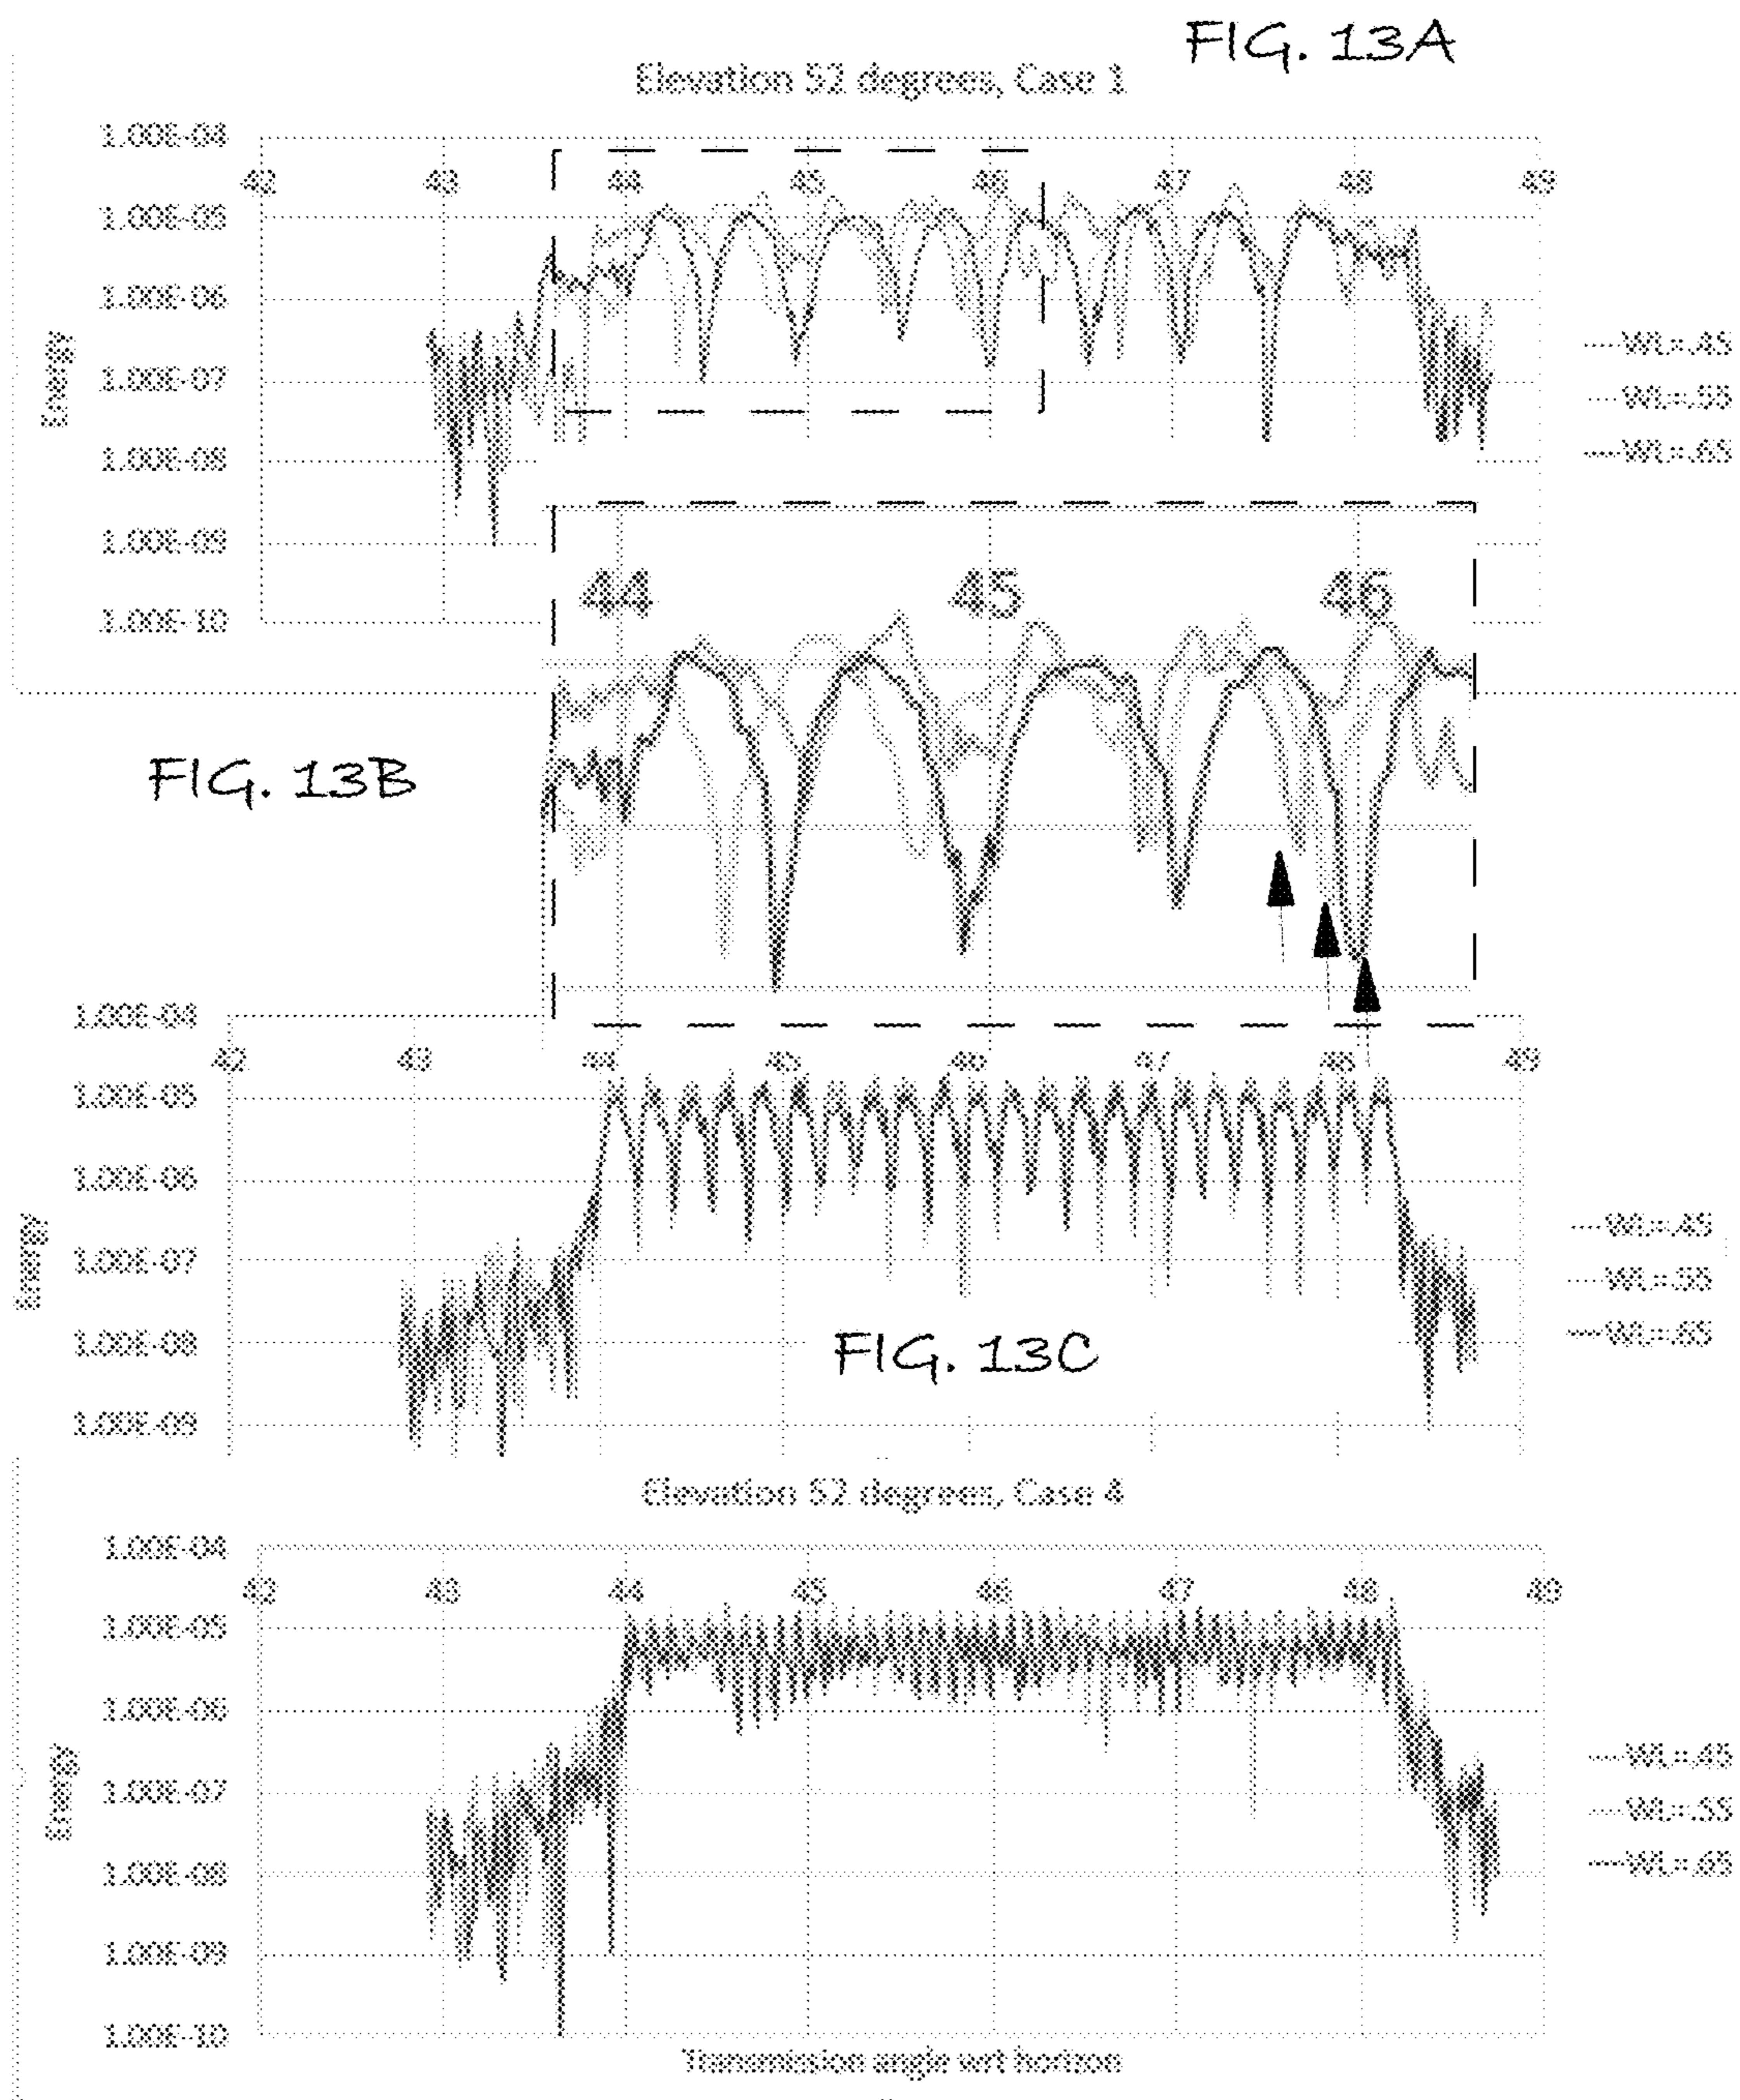 FIG. 13A
Elevation 52 degrees, Case 1
1.00E-04
42 43 44 45 46 47 48 49
1.00E-05
1.00E-06
1.00E-07
1.00E-08
1.00E-09
1.00E-10
Energy
WL=.45
WL=.55
WL=.65
44 45 46
FIG. 13B
1.00E-04
42 43 44 45 46 47 48 49
1.00E-05
1.00E-06
1.00E-07
1.00E-08
1.00E-09
Energy
WL=.45
WL=.55
WL=.65
FIG. 13C
Elevation 52 degrees, Case 4
1.00E-04
42 43 44 45 46 47 48 49
1.00E-05
1.00E-06
1.00E-07
1.00E-08
1.00E-09
1.00E-10
Energy
WL=.45
WL=.55
WL=.65
Transmission angle wrt horizon